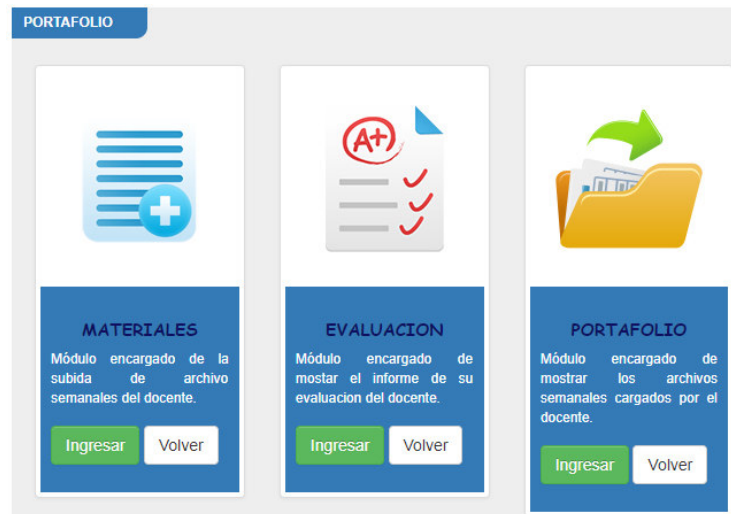 PORTAFOLIO
A+
MATERIALES
Módulo encargado de la
subida de archivo
semanales del docente.
Ingresar Volver
EVALUACION
Módulo encargado de
mostar el informe de su
evaluacion del docente.
Ingresar Volver
PORTAFOLIO
Módulo encargado de
mostrar los archivos
semanales cargados por el
docente.
Ingresar Volver